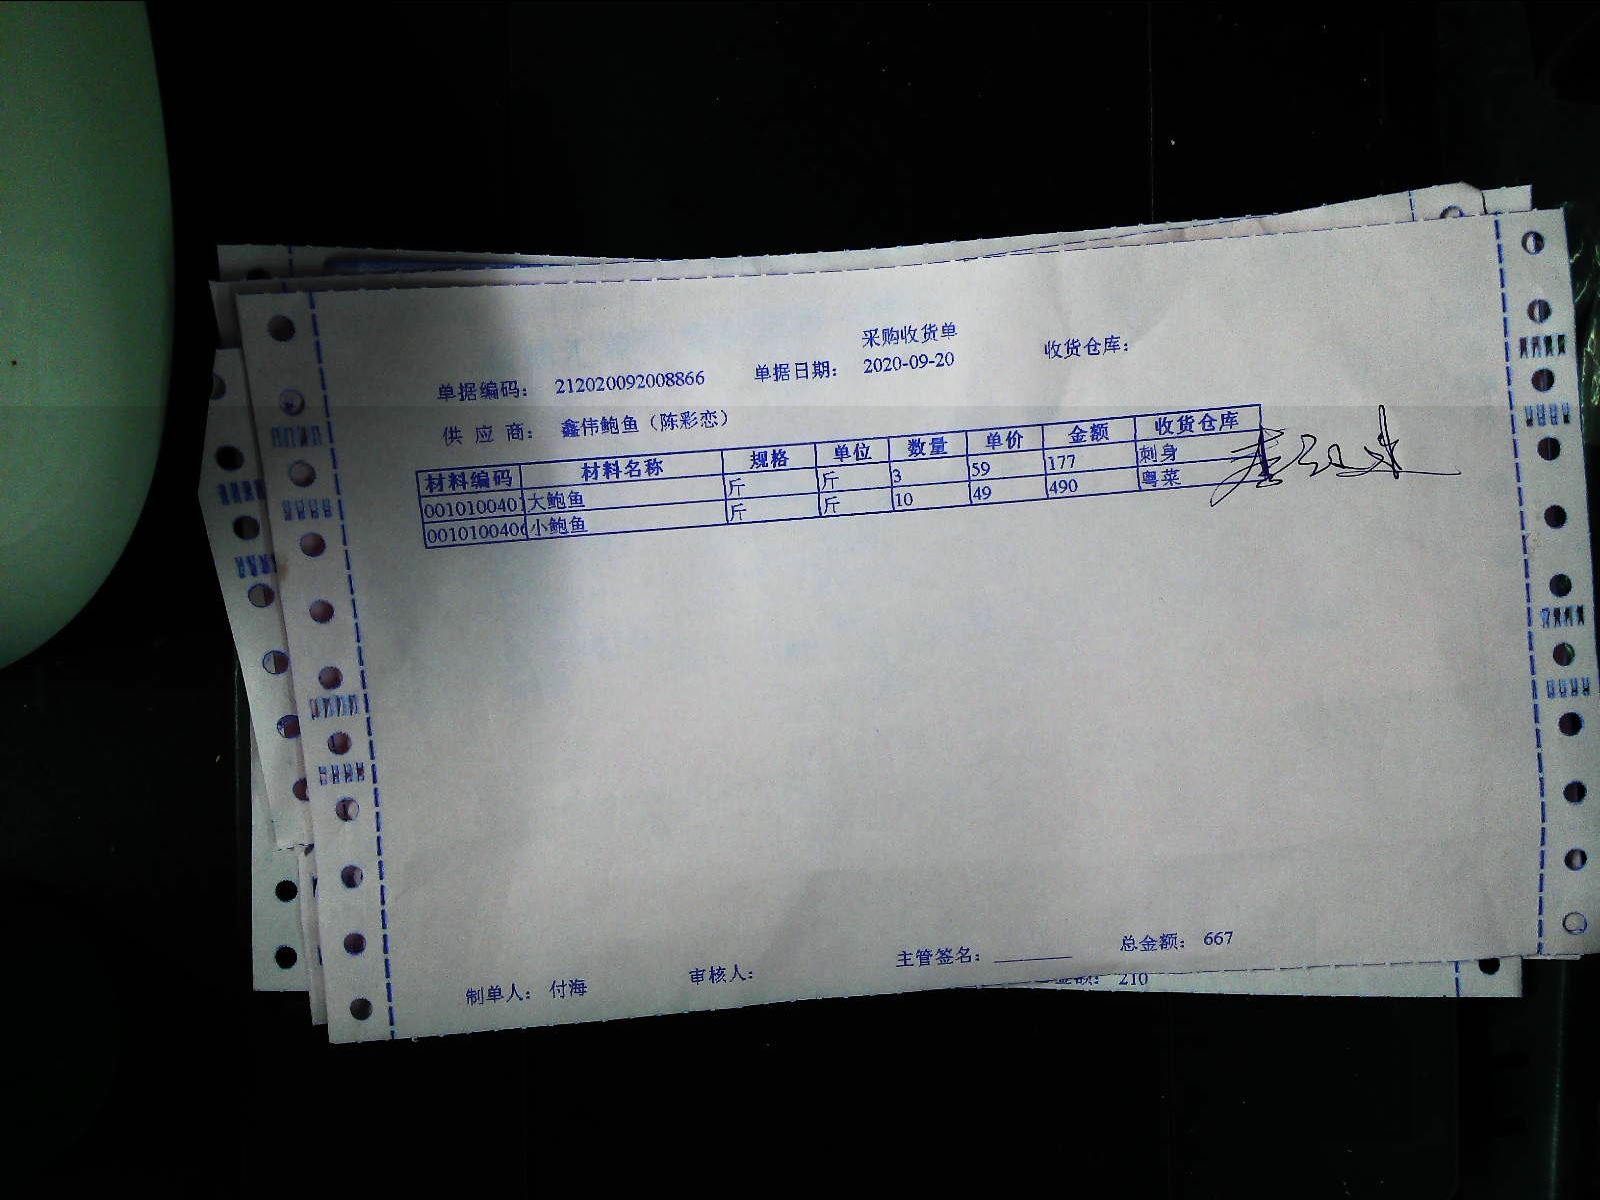 采购收货单
单据编码： 212020092008866 单据日期： 2020-09-20 收货仓库：
供应商： 鑫伟鲍鱼（陈彩恋）
材料编码 材料名称 规格 单位 数量 单价 金额 收货仓库
0010100401 大鲍鱼 斤 斤 3 59 177 刺身
001010040 小鲍鱼 斤 斤 10 49 490 粤菜
制单人： 付海 审核人： 主管签名： 总金额： 667
金额： 210